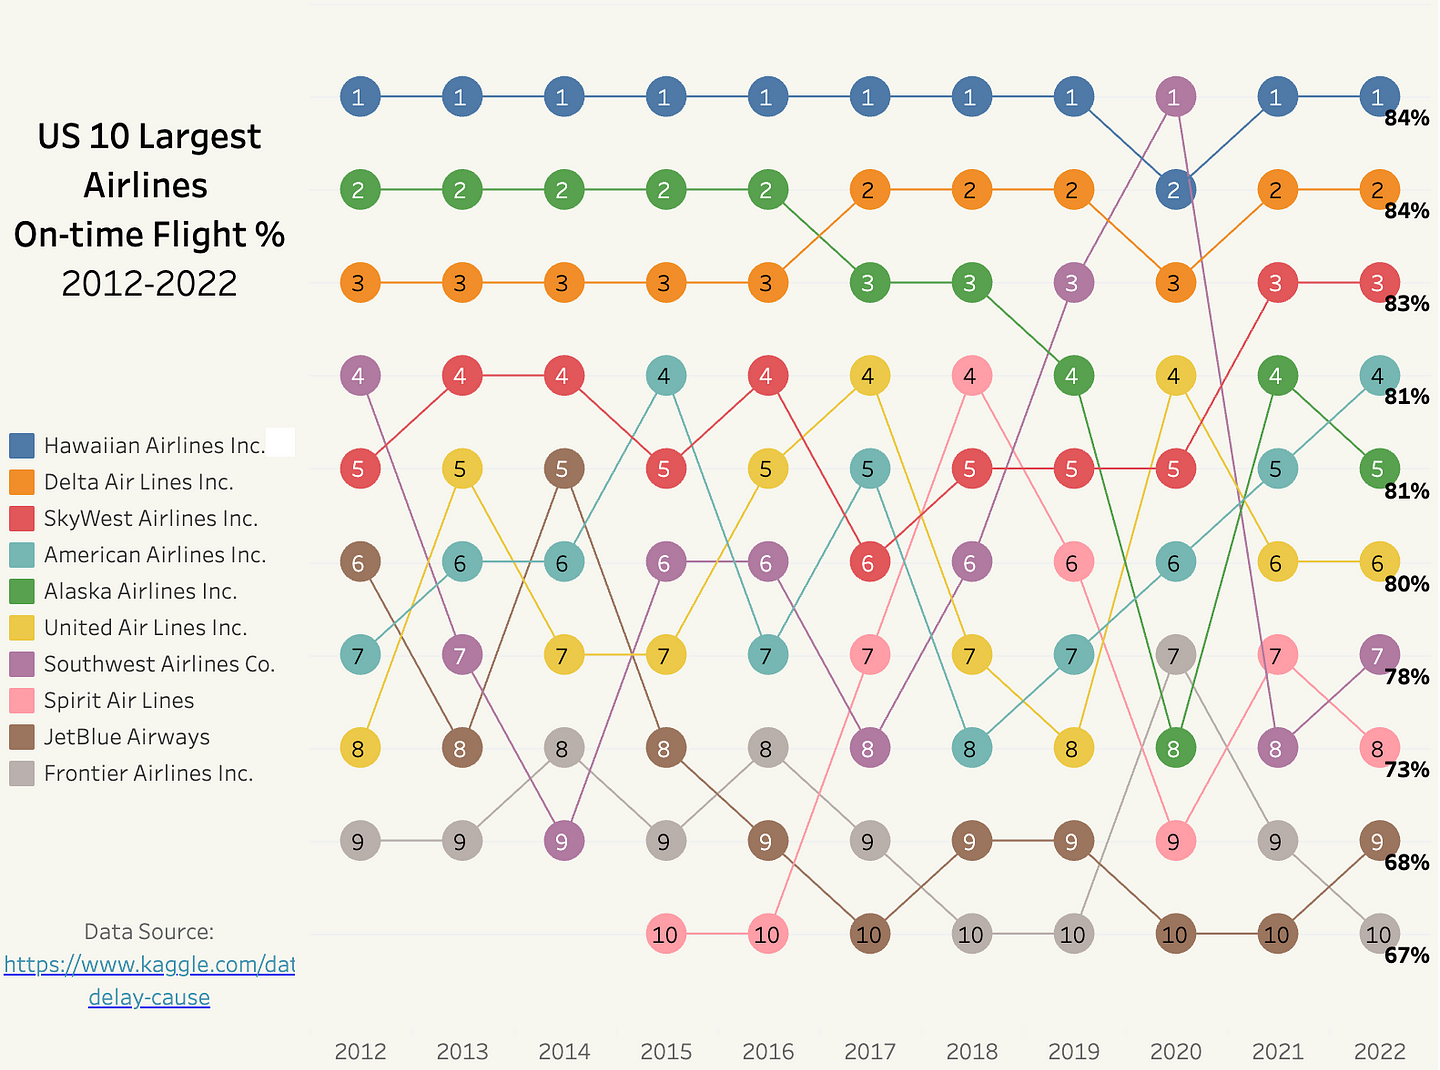 US 10 Largest
Airlines
On-time Flight %
2012-2022
Hawaiian Airlines Inc.
Delta Air Lines Inc.
SkyWest Airlines Inc.
American Airlines Inc.
Alaska Airlines Inc.
United Air Lines Inc.
Southwest Airlines Co.
Spirit Air Lines
JetBlue Airways
Frontier Airlines Inc.
Data Source:
https://www.kaggle.com/dat
delay-cause
1 1 1 1 1 1 1 1 1 1 1
84%
2 2 2 2 2 2 2 2 2 2 2
84%
3 3 3 3 3 3 3 3 3 3 3
83%
4 4 4 4 4 4 4 4 4 4
81%
5 5 5 5 5 5 5 5 5 5 5
81%
6 6 6 6 6 6 6 6 6 6 6
80%
7 7 7 7 7 7 7 7 7 7 7
78%
8 8 8 8 8 8 8 8 8 8 8
73%
9 9 9 9 9 9 9 9 9 9 9
68%
10 10 10 10 10 10 10 10
67%
2012 2013 2014 2015 2016 2017 2018 2019 2020 2021 2022